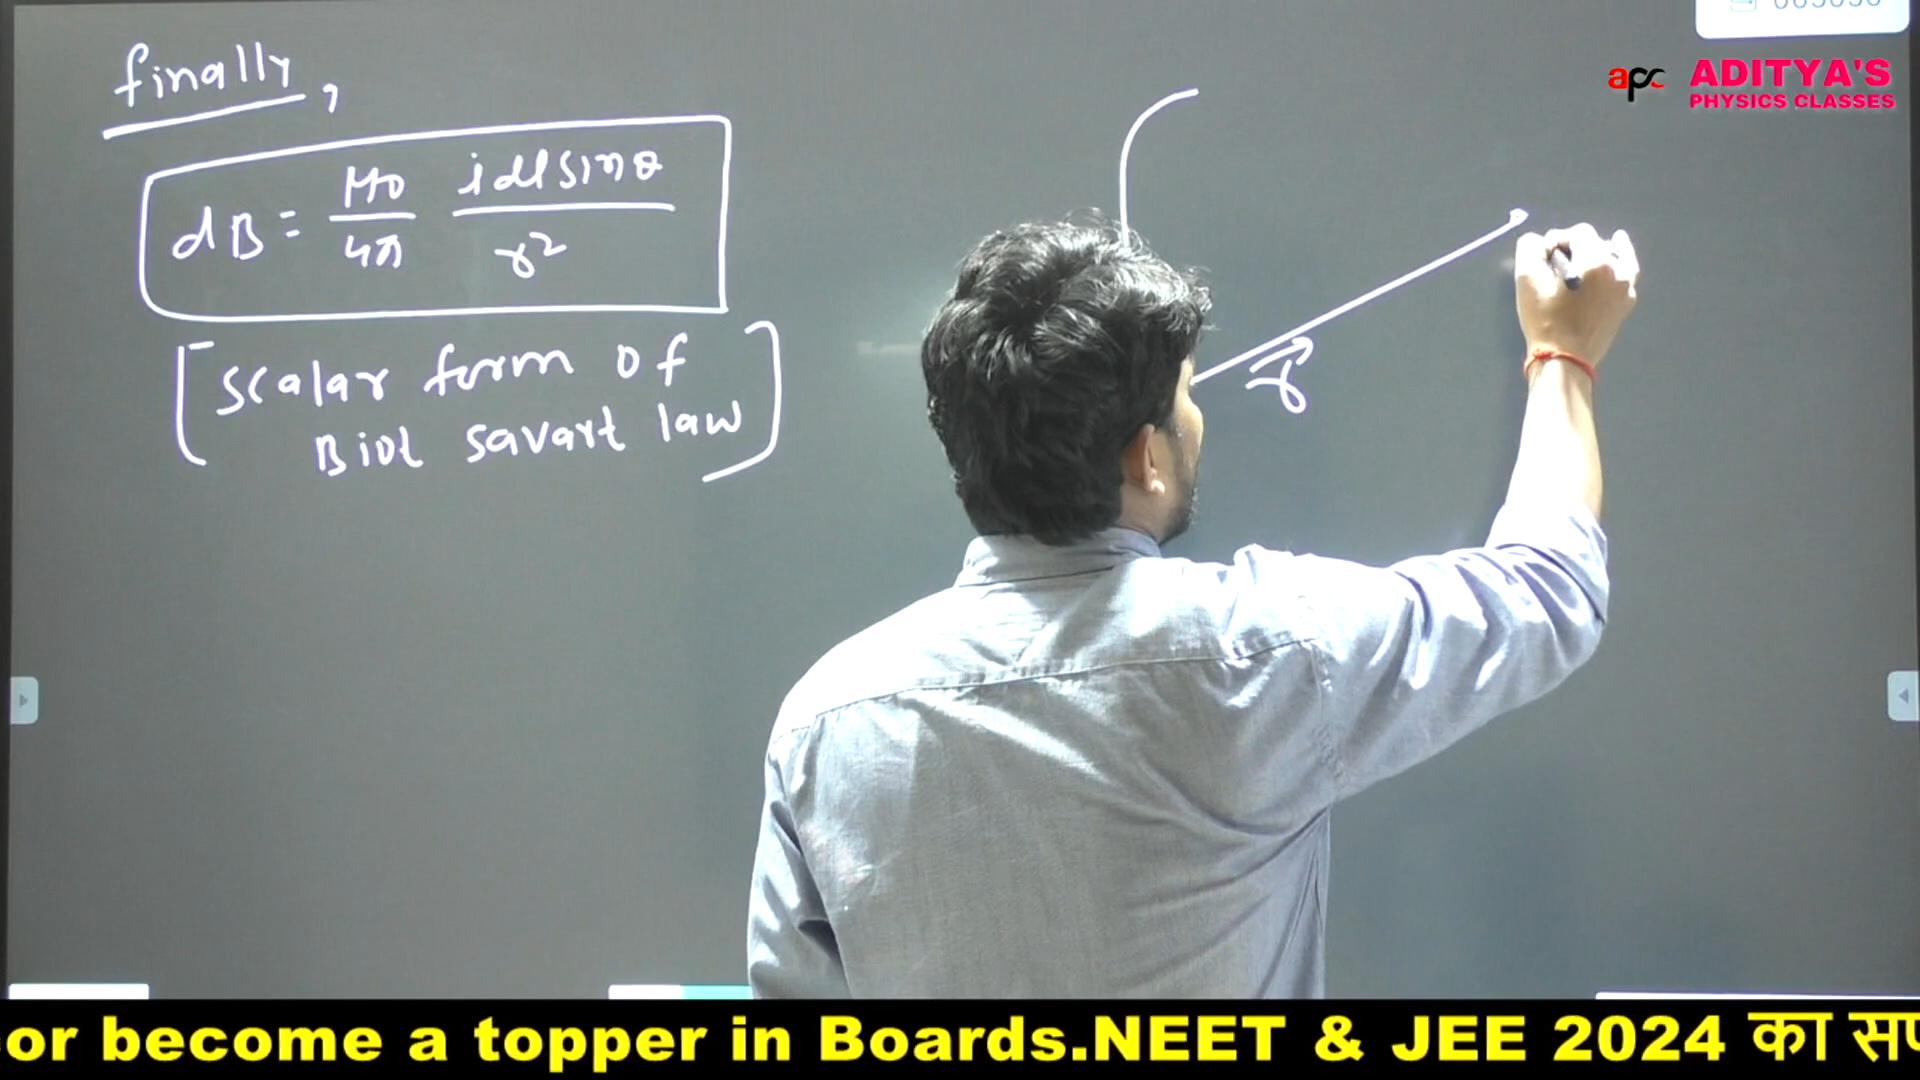 finally,
dB = μ0/4π idl sinθ/r²
[scalar form of
Biot savart law]
r⃗
apc ADITYA'S
PHYSICS CLASSES
or become a topper in Boards.NEET & JEE 2024 का